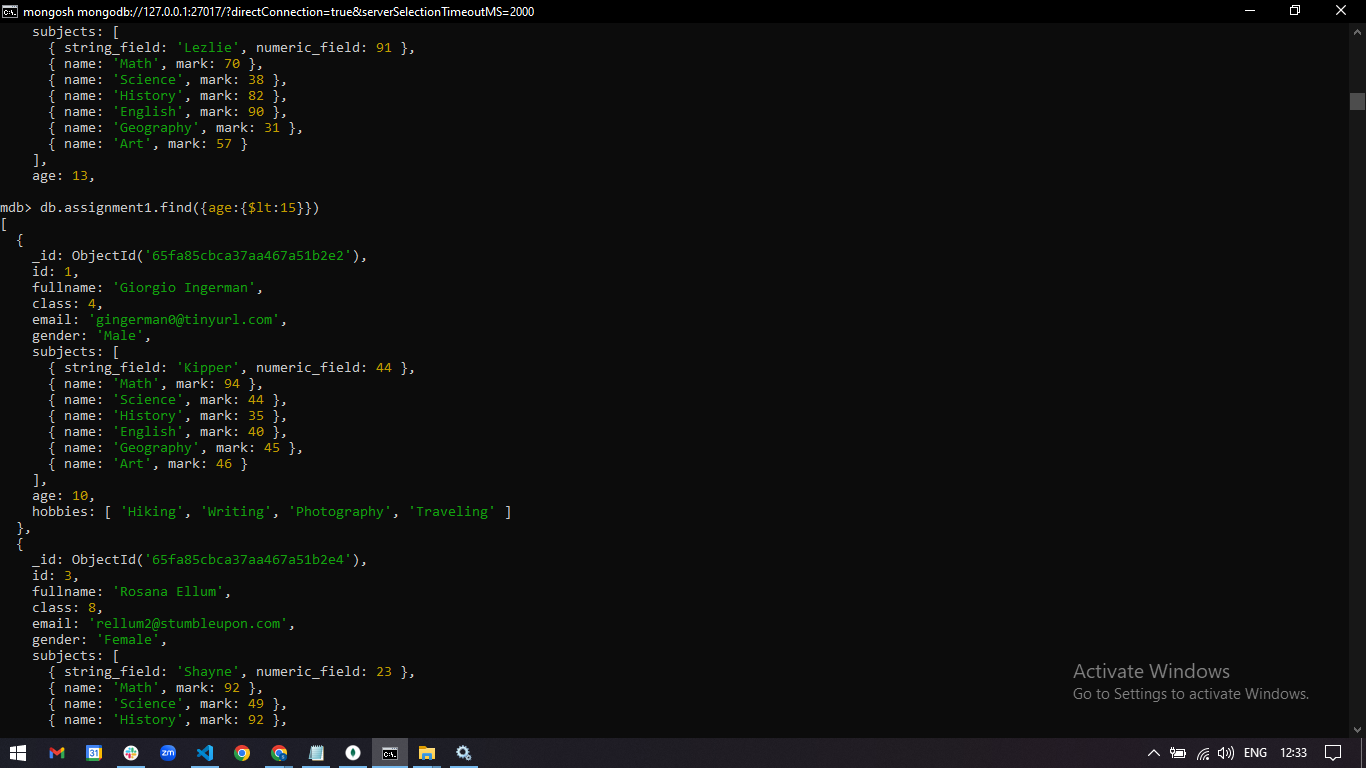 mongosh mongodb://127.0.0.1:27017/?directConnection=true&serverSelectionTimeoutMS=2000
subjects: [
{ string_field: 'Lezlie', numeric_field: 91 },
{ name: 'Math', mark: 70 },
{ name: 'Science', mark: 38 },
{ name: 'History', mark: 82 },
{ name: 'English', mark: 90 },
{ name: 'Geography', mark: 31 },
{ name: 'Art', mark: 57 }
],
age: 13,
mdb> db.assignment1.find({age:{$lt:15}})
[
{
_id: ObjectId('65fa85cbca37aa467a51b2e2'),
id: 1,
fullname: 'Giorgio Ingerman',
class: 4,
email: 'gingerman0@tinyurl.com',
gender: 'Male',
subjects: [
{ string_field: 'Kipper', numeric_field: 44 },
{ name: 'Math', mark: 94 },
{ name: 'Science', mark: 44 },
{ name: 'History', mark: 35 },
{ name: 'English', mark: 40 },
{ name: 'Geography', mark: 45 },
{ name: 'Art', mark: 46 }
],
age: 10,
hobbies: [ 'Hiking', 'Writing', 'Photography', 'Traveling' ]
},
{
_id: ObjectId('65fa85cbca37aa467a51b2e4'),
id: 3,
fullname: 'Rosana Ellum',
class: 8,
email: 'rellum2@stumbleupon.com',
gender: 'Female',
subjects: [
{ string_field: 'Shayne', numeric_field: 23 },
{ name: 'Math', mark: 92 },
{ name: 'Science', mark: 49 },
{ name: 'History', mark: 92 },
Activate Windows
Go to Settings to activate Windows.
31
zm
ENG
12:33